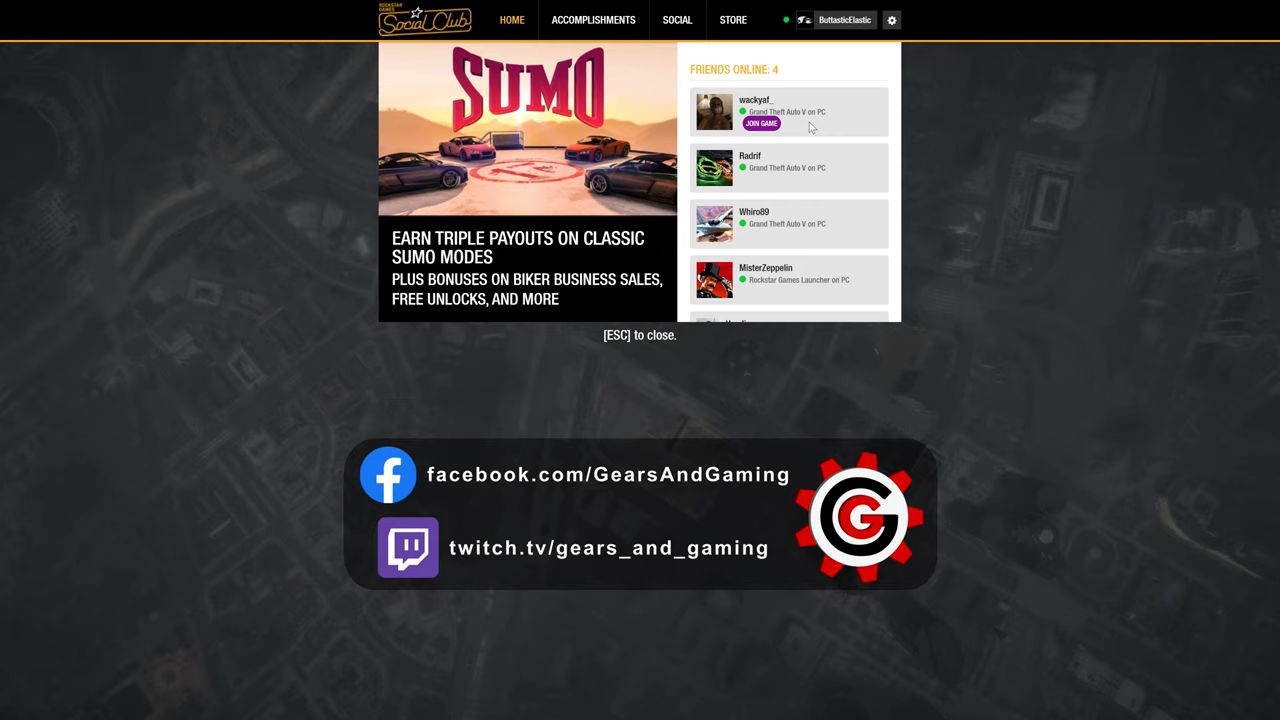 ROCKSTAR
GAMES
Social Club
HOME
ACCOMPLISHMENTS
SOCIAL
STORE
ButtasticElastic
SUMO
EARN TRIPLE PAYOUTS ON CLASSIC
SUMO MODES
PLUS BONUSES ON BIKER BUSINESS SALES,
FREE UNLOCKS, AND MORE
FRIENDS ONLINE: 4
wackyaf_
Grand Theft Auto V on PC
JOIN GAME
Radrif
Grand Theft Auto V on PC
Whiro89
Grand Theft Auto V on PC
MisterZeppelin
Rockstar Games Launcher on PC
[ESC] to close.
facebook.com/GearsAndGaming
twitch.tv/gears_and_gaming
G
G